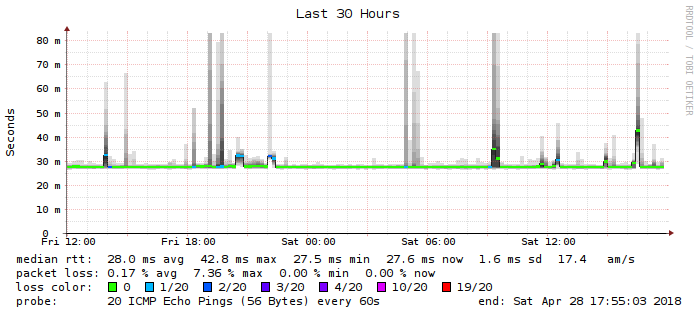 Last 30 Hours
RRDTOOL / TOBI OETIKER
Seconds
80 m
70 m
60 m
50 m
40 m
30 m
20 m
10 m
0
Fri 12:00 Fri 18:00 Sat 00:00 Sat 06:00 Sat 12:00
median rtt: 28.0 ms avg 42.8 ms max 27.5 ms min 27.6 ms now 1.6 ms sd 17.4 am/s
packet loss: 0.17 % avg 7.36 % max 0.00 % min 0.00 % now
loss color: 0 1/20 2/20 3/20 4/20 10/20 19/20
probe: 20 ICMP Echo Pings (56 Bytes) every 60s end: Sat Apr 28 17:55:03 2018